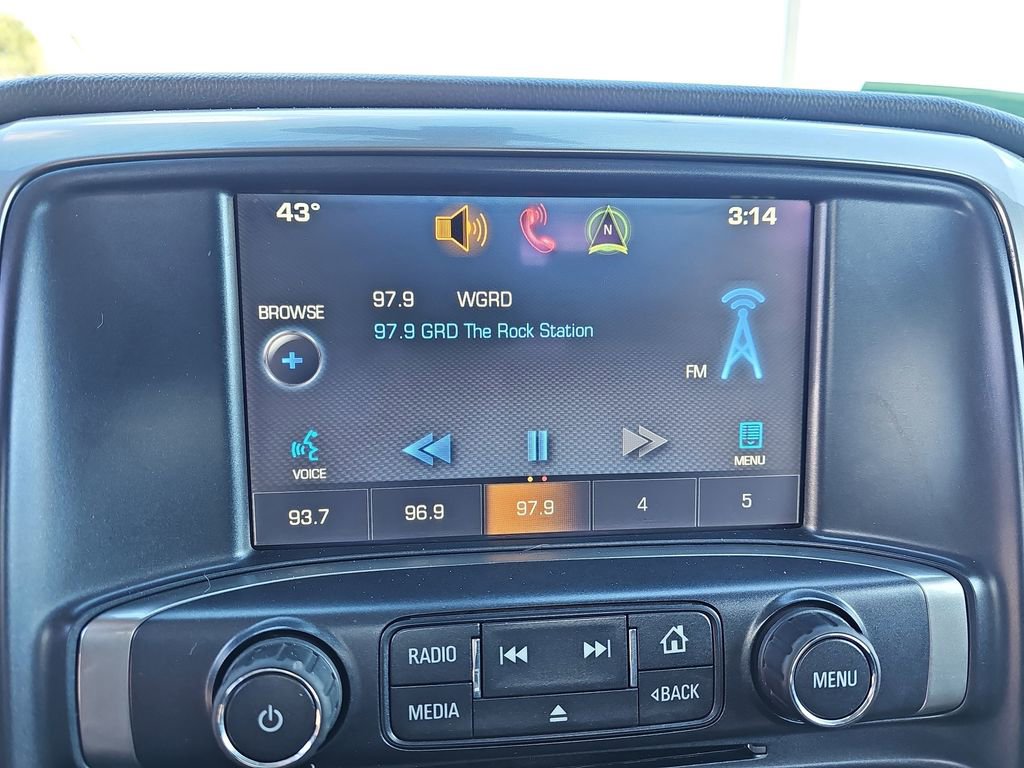 43°
N
3:14
BROWSE
97.9 WGRD
97.9 GRD The Rock Station
FM
VOICE
MENU
93.7
96.9
97.9
4
5
RADIO
MEDIA
BACK
MENU